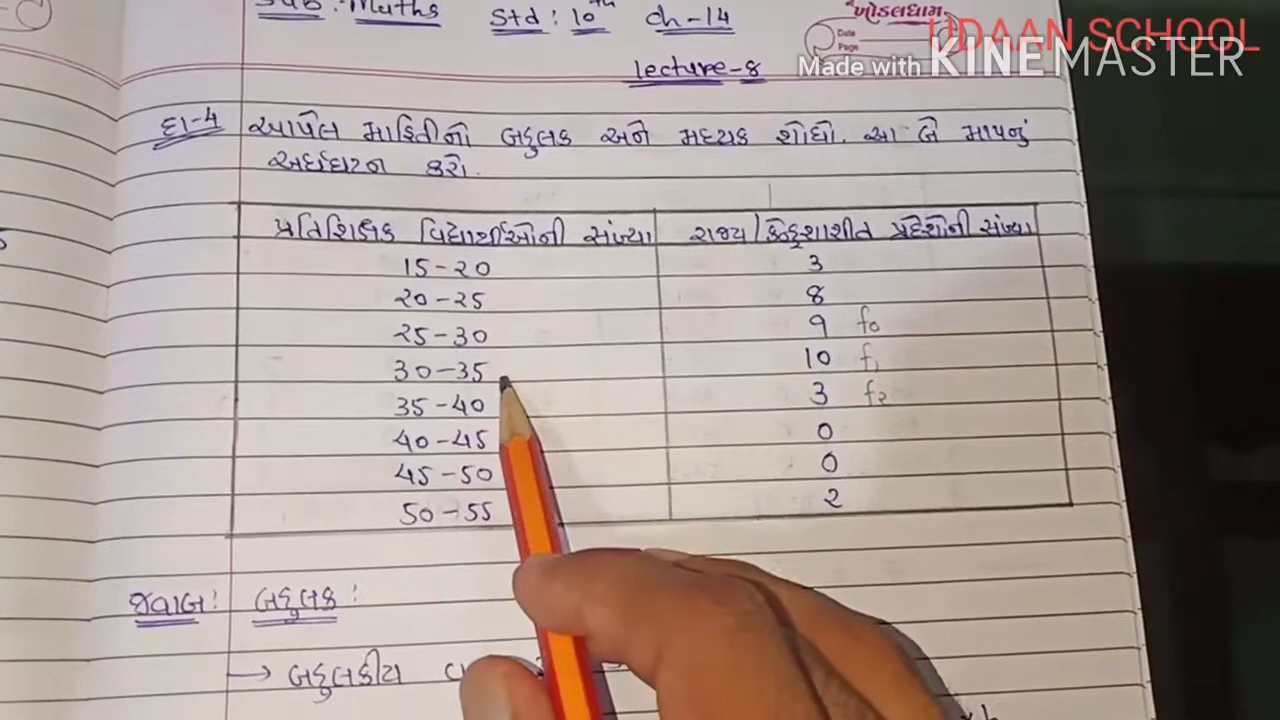 Sub :- Maths Std : 10th ch - 14
ખોડલધામ
Date
Page
UDAAN SCHOOL
Made with KINEMASTER
lecture - 8
દા-4 આપેલ માહિતીનો બહુલક અને મધ્યક શોધો. આ બે માપનું
અર્થઘટન કરો.
પ્રતિશિક્ષક વિદ્યાર્થીઓની સંખ્યા રાજ્ય/કેન્દ્રશાસીત પ્રદેશોની સંખ્યા
15-20 3
20-25 8
25-30 9 f0
30-35 10 f1
35-40 3 f2
40-45 0
45-50 0
50-55 2
જવાબ: બહુલક :
→ બહુલકીય